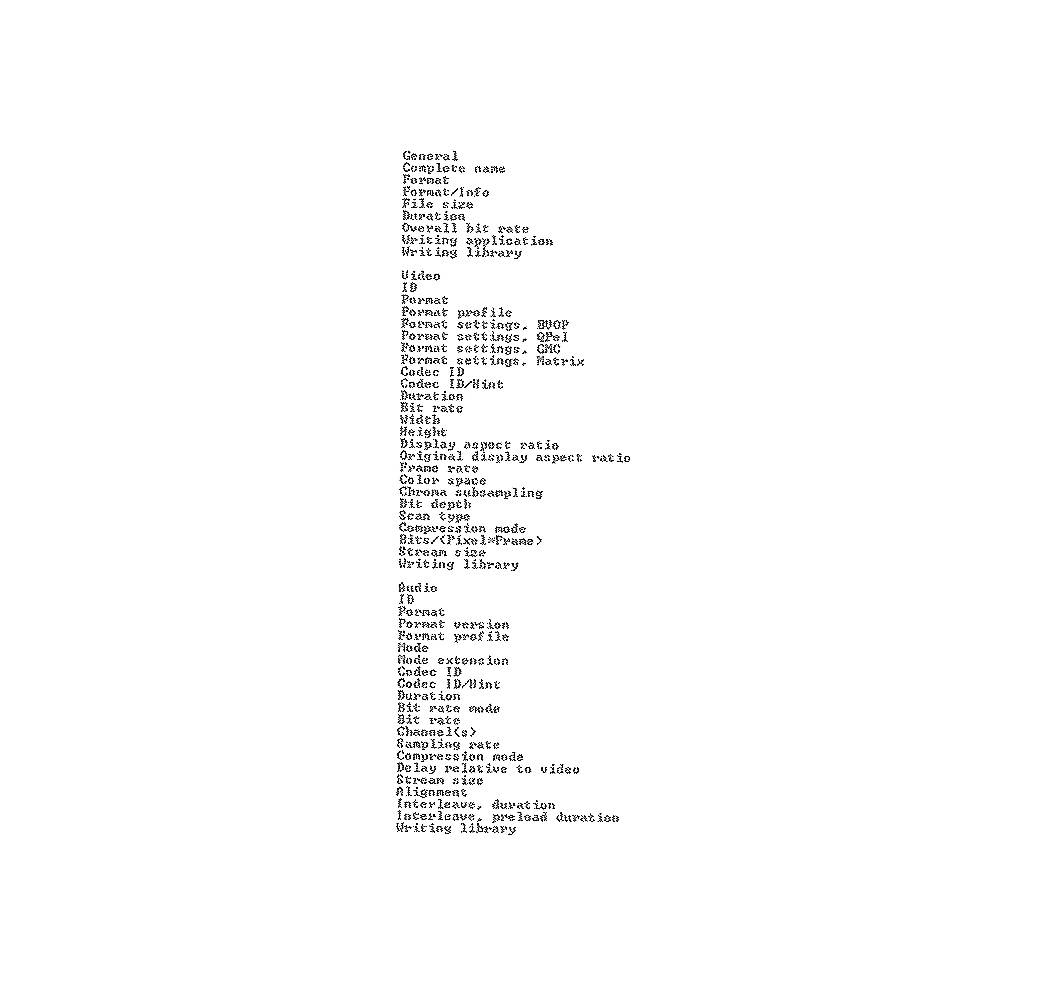 General
Complete name
Format
Format/Info
File size
Duration
Overall bit rate
Writing application
Writing library
Video
ID
Format
Format profile
Format settings, BVOP
Format settings, QPel
Format settings, GMC
Format settings, Matrix
Codec ID
Codec ID/Hint
Duration
Bit rate
Width
Height
Display aspect ratio
Original display aspect ratio
Frame rate
Color space
Chroma subsampling
Bit depth
Scan type
Compression mode
Bits/(Pixel*Frame)
Stream size
Writing library
Audio
ID
Format
Format version
Format profile
Mode
Mode extension
Codec ID
Codec ID/Hint
Duration
Bit rate mode
Bit rate
Channel(s)
Sampling rate
Compression mode
Delay relative to video
Stream size
Alignment
Interleave, duration
Interleave, preload duration
Writing library